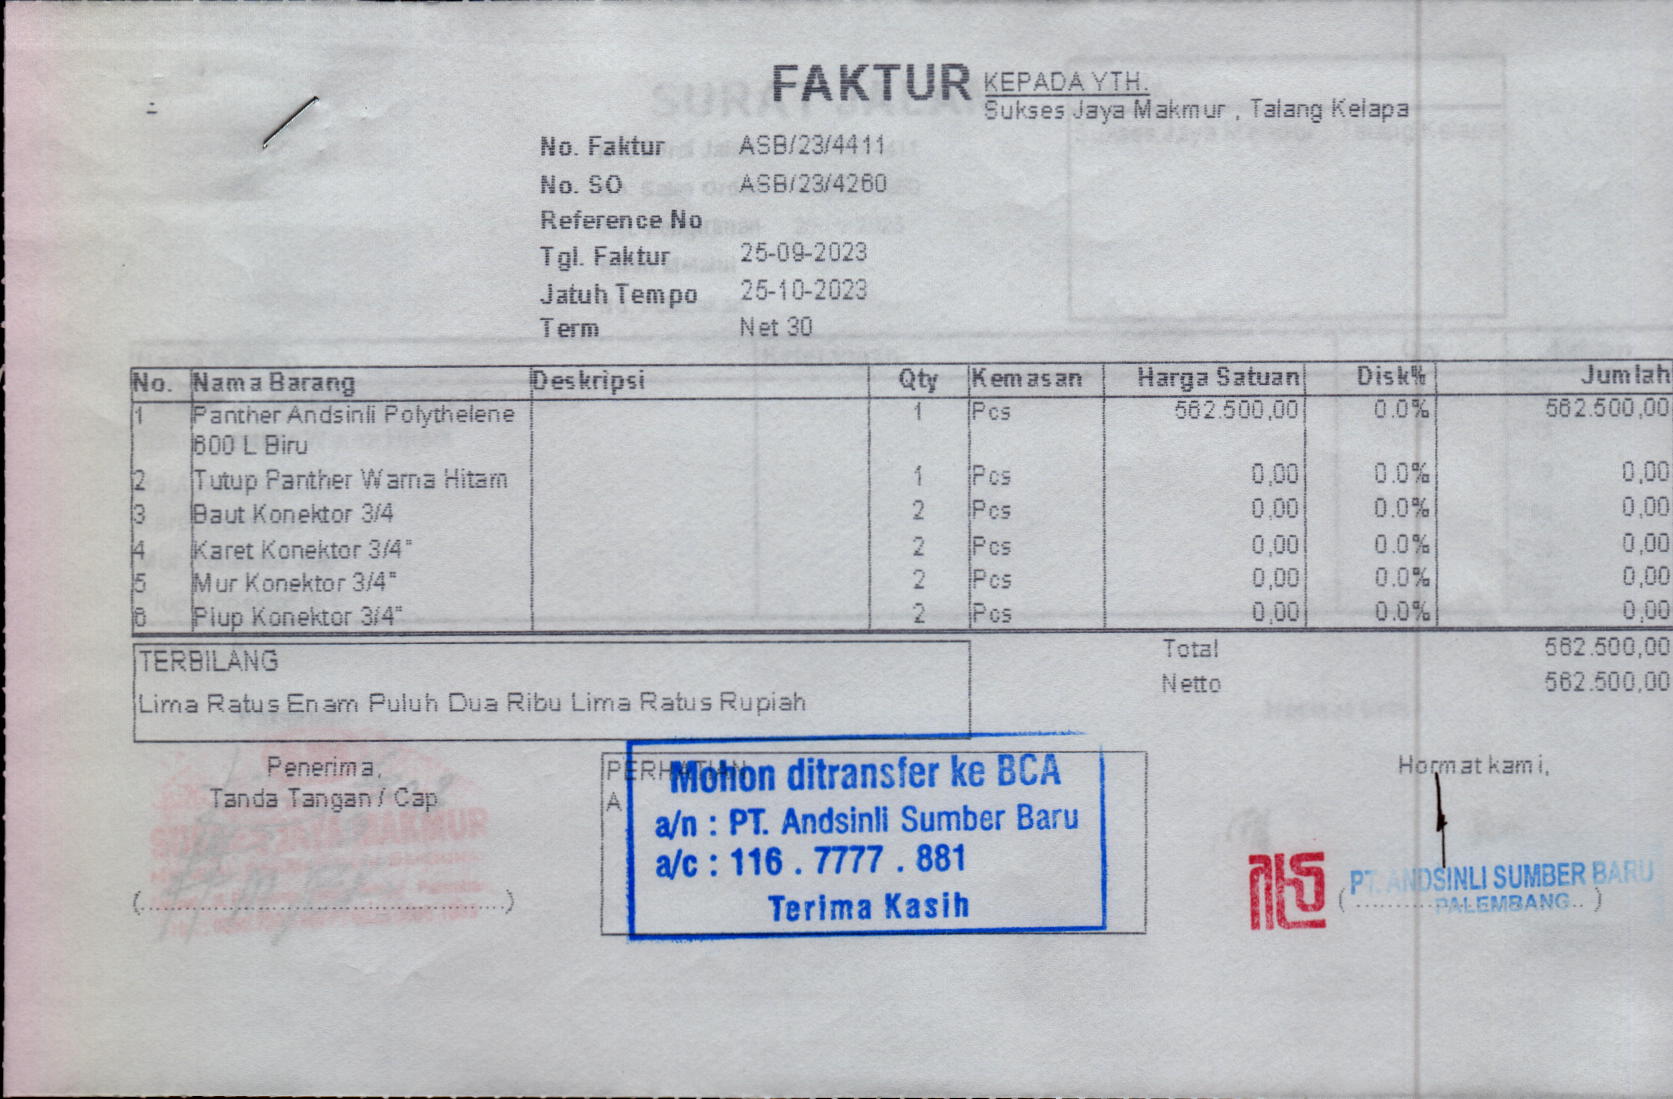 FAKTUR
KEPADA YTH.
Sukses Jaya Makmur , Talang Kelapa
No. Faktur ASB/23/4411
No. SO ASB/23/4260
Reference No
Tgl. Faktur 25-09-2023
Jatuh Tempo 25-10-2023
Term Net 30
No. Nama Barang Deskripsi Qty Kemasan Harga Satuan Disk% Jumlah
1 Panther Andsinli Polythelene 1 Pcs 562.500,00 0.0% 562.500,00
600 L Biru
2 Tutup Panther Warna Hitam 1 Pcs 0,00 0.0% 0,00
3 Baut Konektor 3/4 2 Pcs 0,00 0.0% 0,00
4 Karet Konektor 3/4" 2 Pcs 0,00 0.0% 0,00
5 Mur Konektor 3/4" 2 Pcs 0,00 0.0% 0,00
6 Plup Konektor 3/4" 2 Pcs 0,00 0.0% 0,00
TERBILANG
Lima Ratus Enam Puluh Dua Ribu Lima Ratus Rupiah
Total 562.500,00
Netto 562.500,00
Penerima,
Tanda Tangan / Cap
SUKSES JAYA MAKMUR
(..............................................)
PERHATIAN
A
Mohon ditransfer ke BCA
a/n : PT. Andsinli Sumber Baru
a/c : 116 . 7777 . 881
Terima Kasih
Hormat kami,
PT. ANDSINLI SUMBER BARU
PALEMBANG